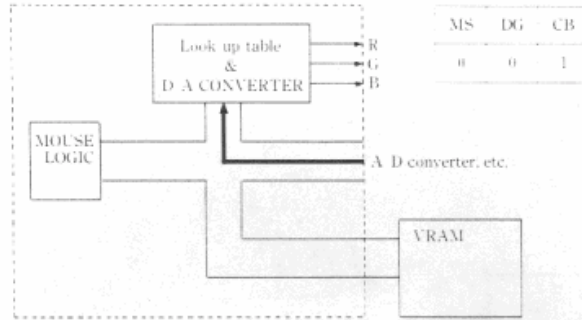 Look up table
&
D A CONVERTER
R
G
B
MS DG CB
0 0 1
MOUSE
LOGIC
A D converter, etc.
VRAM